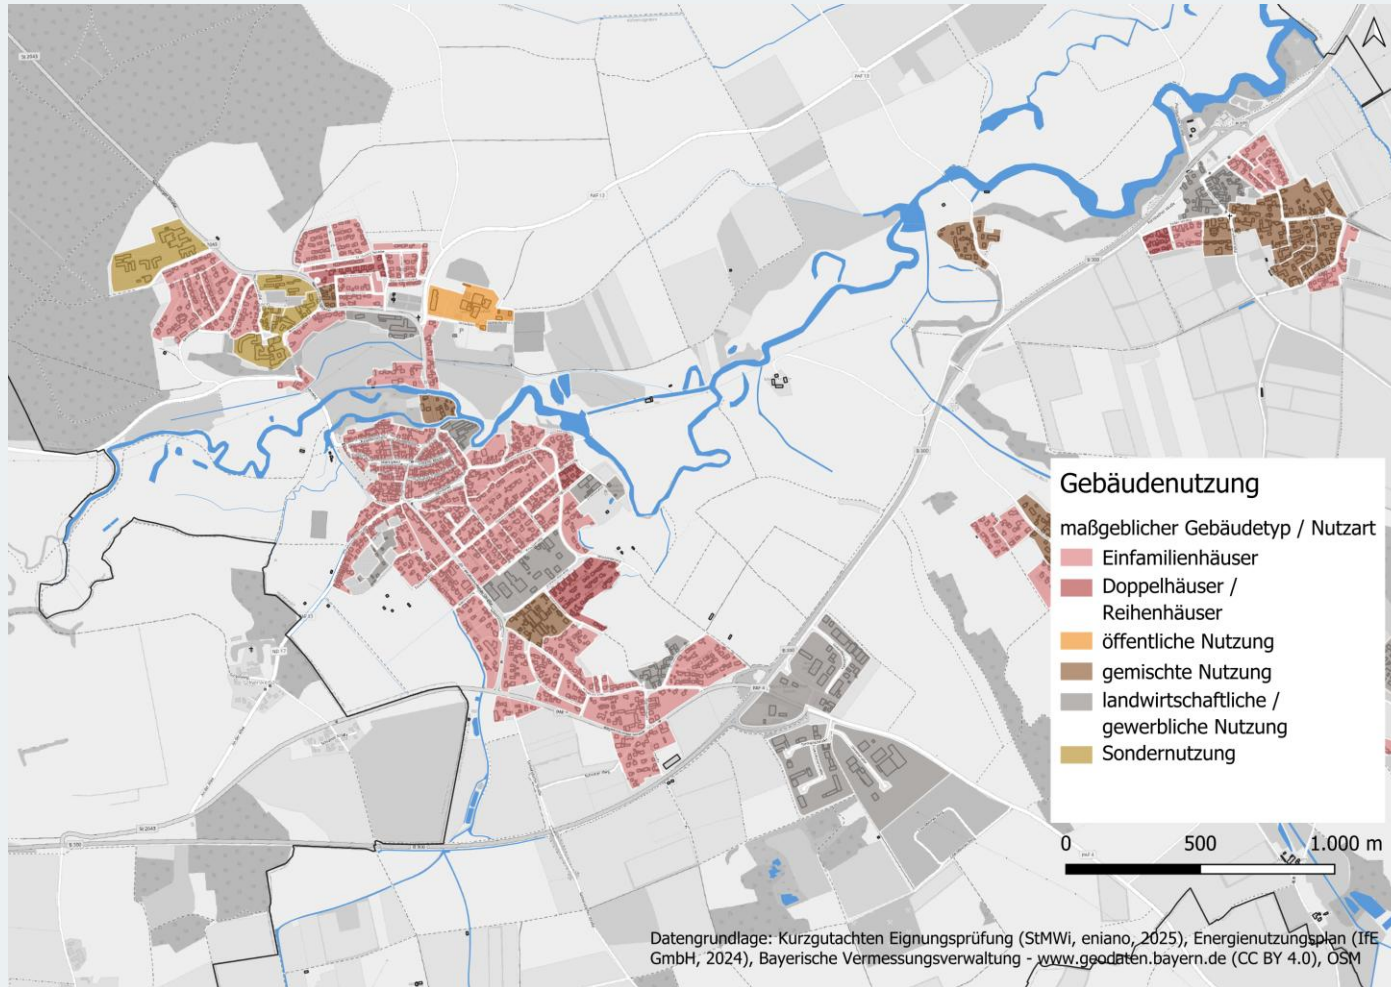 Gebäudenutzung
maßgeblicher Gebäudetyp / Nutzart
Einfamilienhäuser
Doppelhäuser /
Reihenhäuser
öffentliche Nutzung
gemischte Nutzung
landwirtschaftliche /
gewerbliche Nutzung
Sondernutzung
0 500 1.000 m
Datengrundlage: Kurzgutachten Eignungsprüfung (StMWi, eniano, 2025), Energienutzungsplan (IfE
GmbH, 2024), Bayerische Vermessungsverwaltung - www.geodaten.bayern.de (CC BY 4.0), OSM